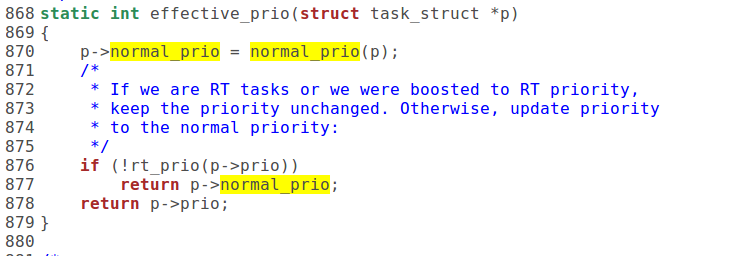 868 static int effective_prio(struct task_struct *p)
869 {
870     p->normal_prio = normal_prio(p);
871     /*
872      * If we are RT tasks or we were boosted to RT priority,
873      * keep the priority unchanged. Otherwise, update priority
874      * to the normal priority:
875      */
876     if (!rt_prio(p->prio))
877         return p->normal_prio;
878     return p->prio;
879 }
880